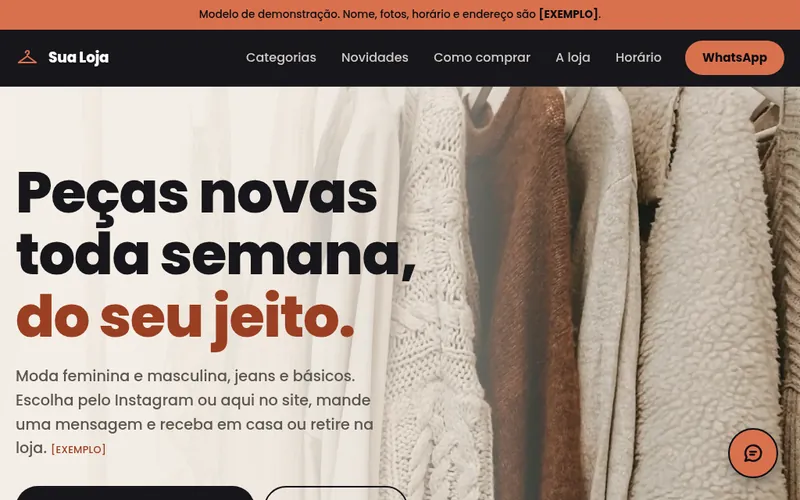 Modelo de demonstração. Nome, fotos, horário e endereço são [EXEMPLO].
Sua Loja
Categorias
Novidades
Como comprar
A loja
Horário
WhatsApp
Peças novas
toda semana,
do seu jeito.
Moda feminina e masculina, jeans e básicos.
Escolha pelo Instagram ou aqui no site, mande
uma mensagem e receba em casa ou retire na
loja. [EXEMPLO]